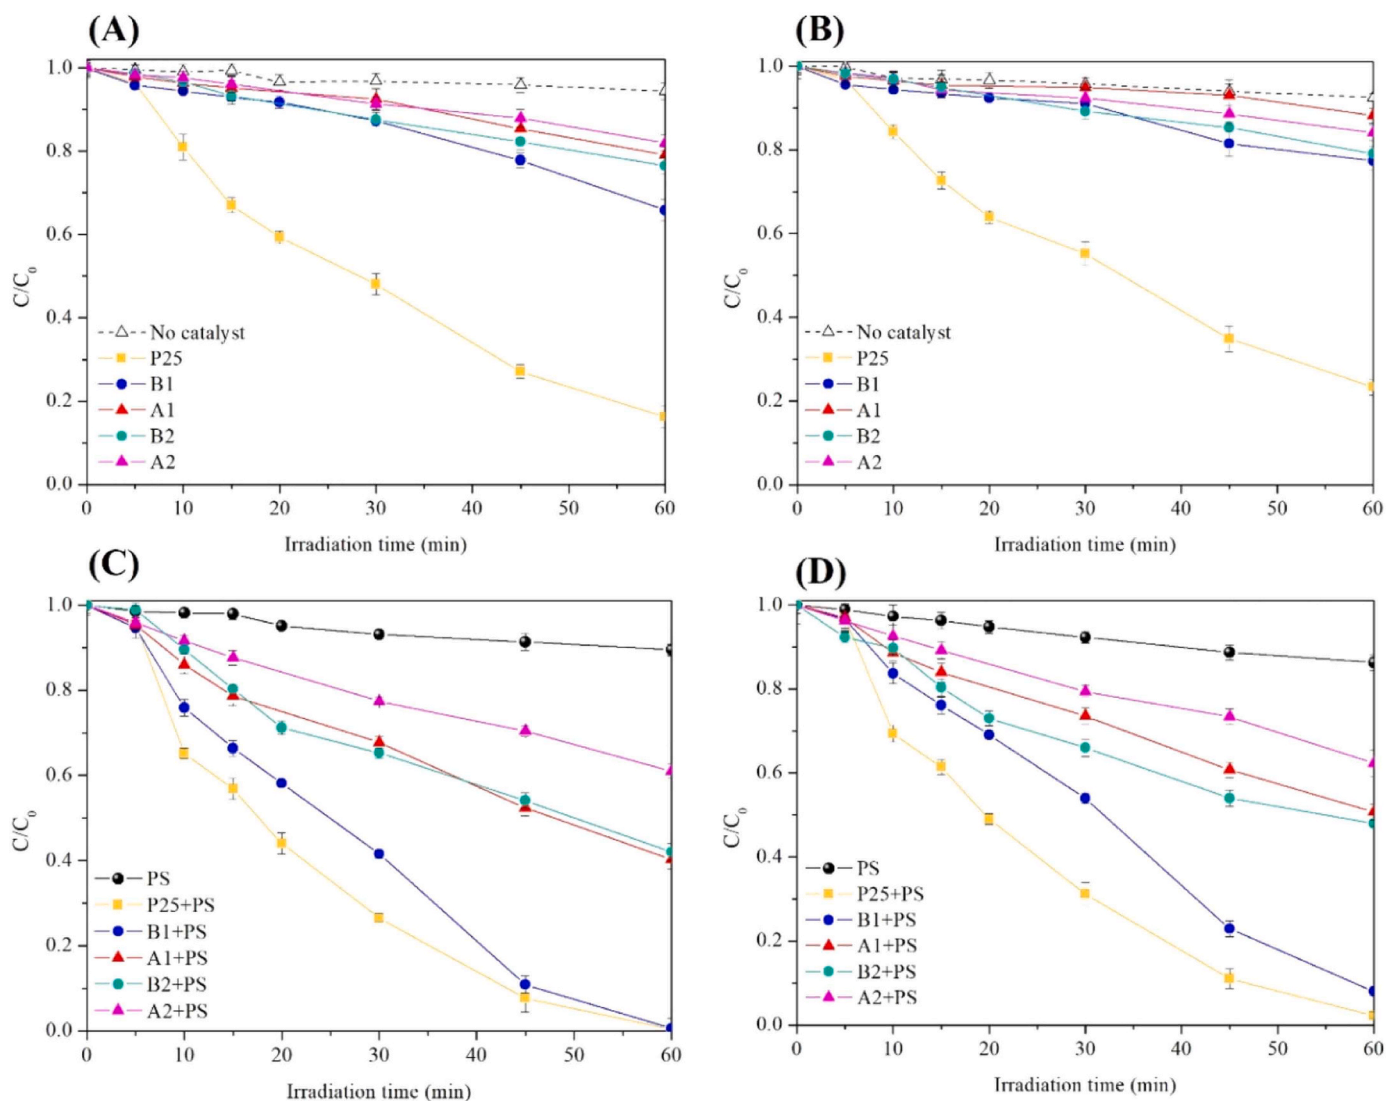 (A)
1.0
0.8
0.6
0.4
0.2
0.0
C/C0
No catalyst
P25
B1
A1
B2
A2
0 10 20 30 40 50 60
Irradiation time (min)
(B)
1.0
0.8
0.6
0.4
0.2
0.0
C/C0
No catalyst
P25
B1
A1
B2
A2
0 10 20 30 40 50 60
Irradiation time (min)
(C)
1.0
0.8
0.6
0.4
0.2
0.0
C/C0
PS
P25+PS
B1+PS
A1+PS
B2+PS
A2+PS
0 10 20 30 40 50 60
Irradiation time (min)
(D)
1.0
0.8
0.6
0.4
0.2
0.0
C/C0
PS
P25+PS
B1+PS
A1+PS
B2+PS
A2+PS
0 10 20 30 40 50 60
Irradiation time (min)